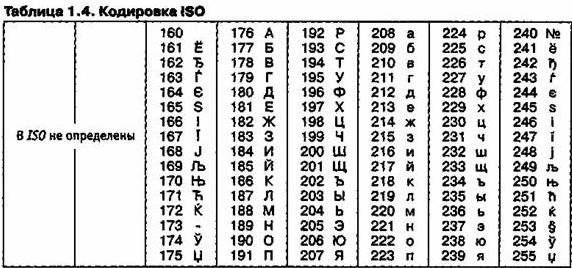 Таблица 1.4. Кодировка ISO
160 176 А 192 Р 208 а 224 р 240 №
161 Ё 177 Б 193 С 209 б 225 с 241 ё
162 Ђ 178 В 194 Т 210 в 226 т 242 ђ
163 Ѓ 179 Г 195 У 211 г 227 у 243 ѓ
164 Є 180 Д 196 Ф 212 д 228 ф 244 є
165 Ѕ 181 Е 197 Х 213 е 229 х 245 ѕ
166 І 182 Ж 198 Ц 214 ж 230 ц 246 і
В ISO не определены 167 Ї 183 З 199 Ч 215 з 231 ч 247 ї
168 Ј 184 И 200 Ш 216 и 232 ш 248 ј
169 Љ 185 Й 201 Щ 217 й 233 щ 249 љ
170 Њ 186 К 202 Ъ 218 к 234 ъ 250 њ
171 Ћ 187 Л 203 Ы 219 л 235 ы 251 ћ
172 Ќ 188 М 204 Ь 220 м 236 ь 252 ќ
173 - 189 Н 205 Э 221 н 237 э 253 §
174 Ў 190 О 206 Ю 222 о 238 ю 254 ў
175 Џ 191 П 207 Я 223 п 239 я 255 џ